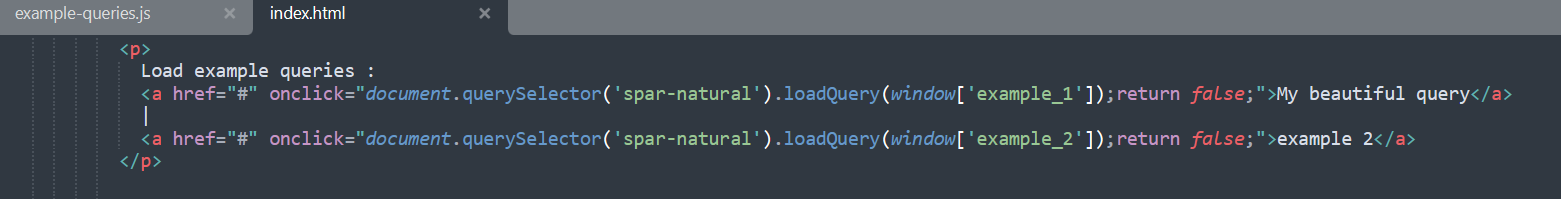 example-queries.js × index.html ×
<p>
Load example queries :
<a href="#" onclick="document.querySelector('spar-natural').loadQuery(window['example_1']);return false;">My beautiful query</a>
|
<a href="#" onclick="document.querySelector('spar-natural').loadQuery(window['example_2']);return false;">example 2</a>
</p>